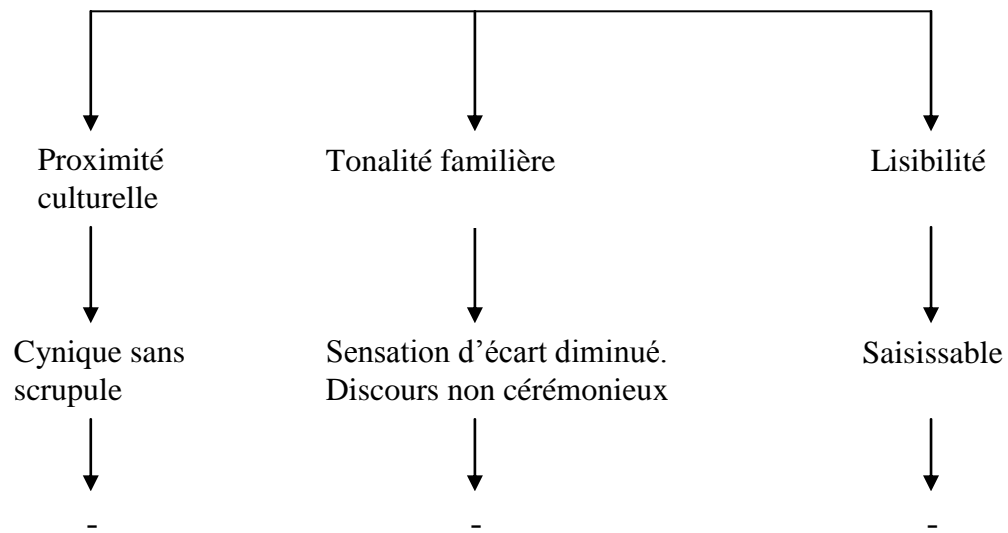 Proximité
culturelle
Tonalité familière
Lisibilité
Cynique sans
scrupule
Sensation d’écart diminué.
Discours non cérémonieux
Saisissable
-
-
-